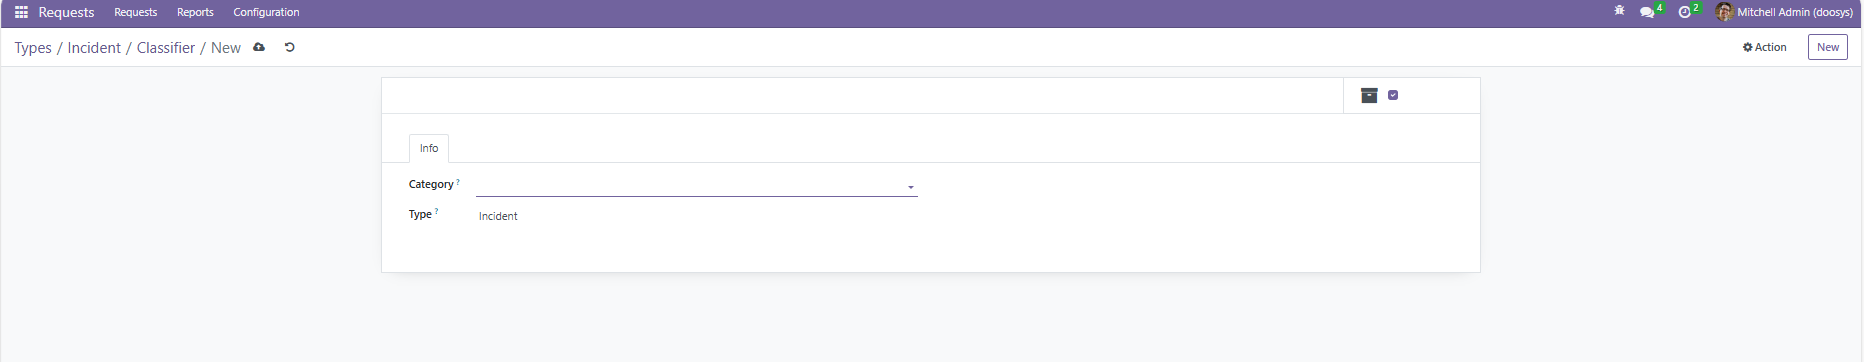 Requests Requests Reports Configuration 4 2 Mitchell Admin (doosys)
Types / Incident / Classifier / New Action New
Info
Category ?
Type ? Incident